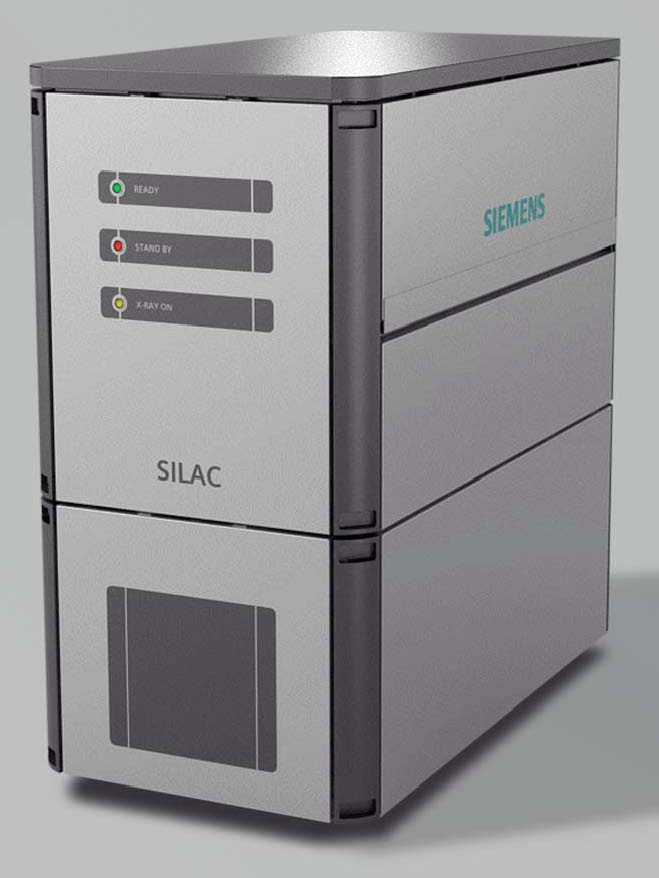 READY
STAND BY
X-RAY ON
SIEMENS
SILAC